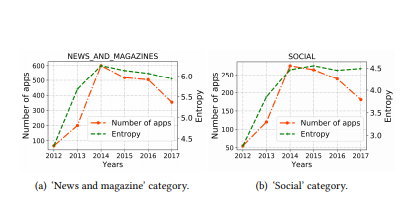 NEWS_AND_MAGAZINES
Number of apps
600
500
400
300
200
100
6.0
5.5
5.0
4.5
Entropy
Number of apps
Entropy
2012 2013 2014 2015 2016 2017
Years
(a) 'News and magazine' category.
SOCIAL
Number of apps
250
200
150
100
50
4.5
4.0
3.5
3.0
Entropy
Number of apps
Entropy
2012 2013 2014 2015 2016 2017
Years
(b) 'Social' category.